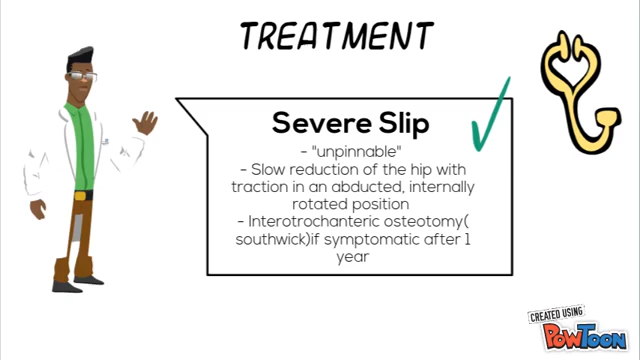 TREATMENT
Severe Slip
- "unpinnable"
- Slow reduction of the hip with
traction in an abducted, internally
rotated position
- Interotrochanteric osteotomy(
southwick)if symptomatic after 1
year
CREATED USING
POWTOON